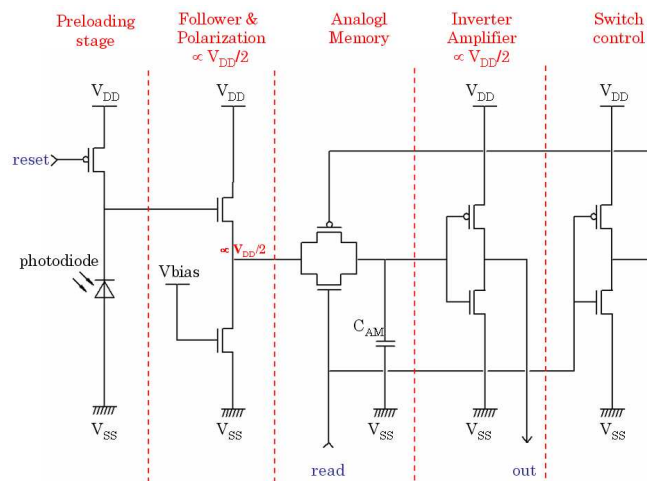 Preloading
stage
Follower &
Polarization
∝ V_DD/2
Analogl
Memory
Inverter
Amplifier
∝ V_DD/2
Switch
control
V_DD
V_DD
V_DD
V_DD
reset
photodiode
∝ V_DD/2
Vbias
C_AM
V_SS
V_SS
V_SS
V_SS
V_SS
read
out